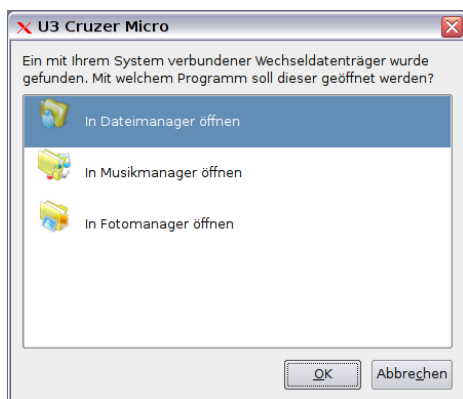 U3 Cruzer Micro
Ein mit Ihrem System verbundener Wechseldatenträger wurde
gefunden. Mit welchem Programm soll dieser geöffnet werden?
In Dateimanager öffnen
In Musikmanager öffnen
In Fotomanager öffnen
OK
Abbrechen